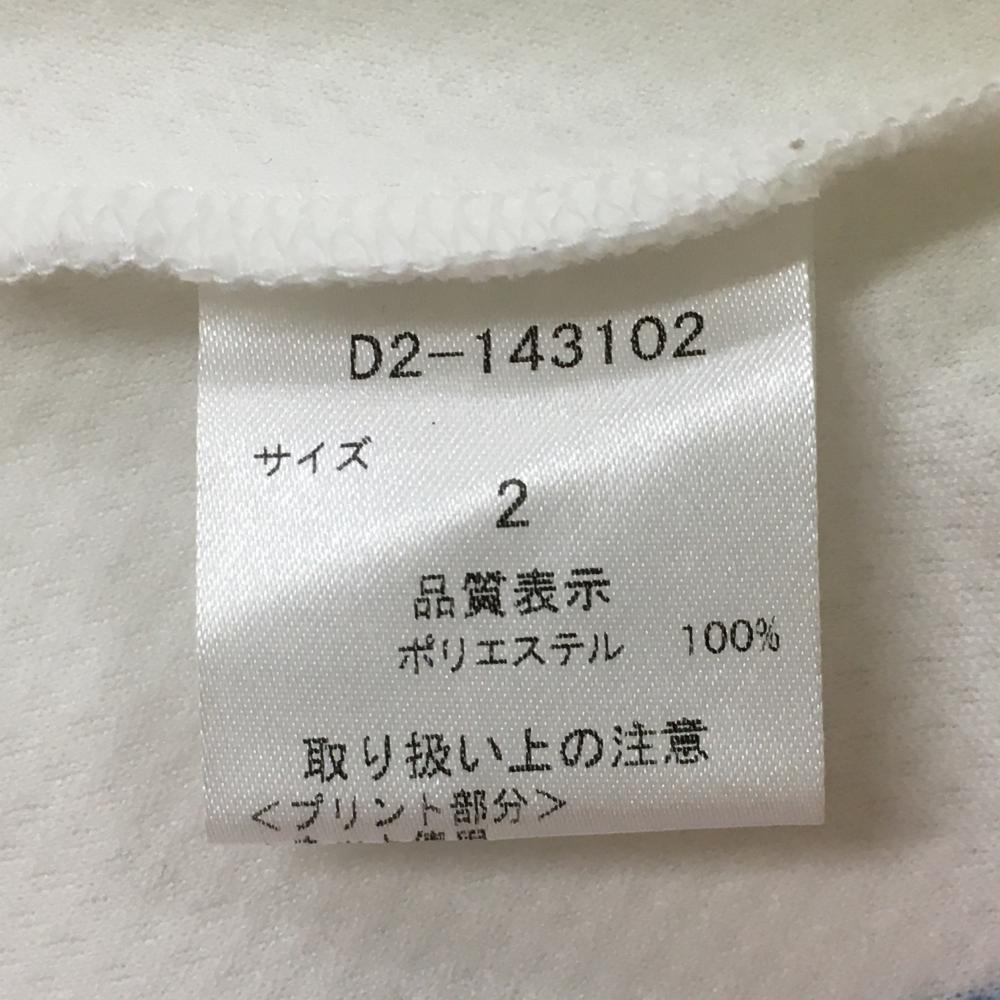 D2-143102
サイズ
2
品質表示
ポリエステル 100%
取り扱い上の注意
<プリント部分>